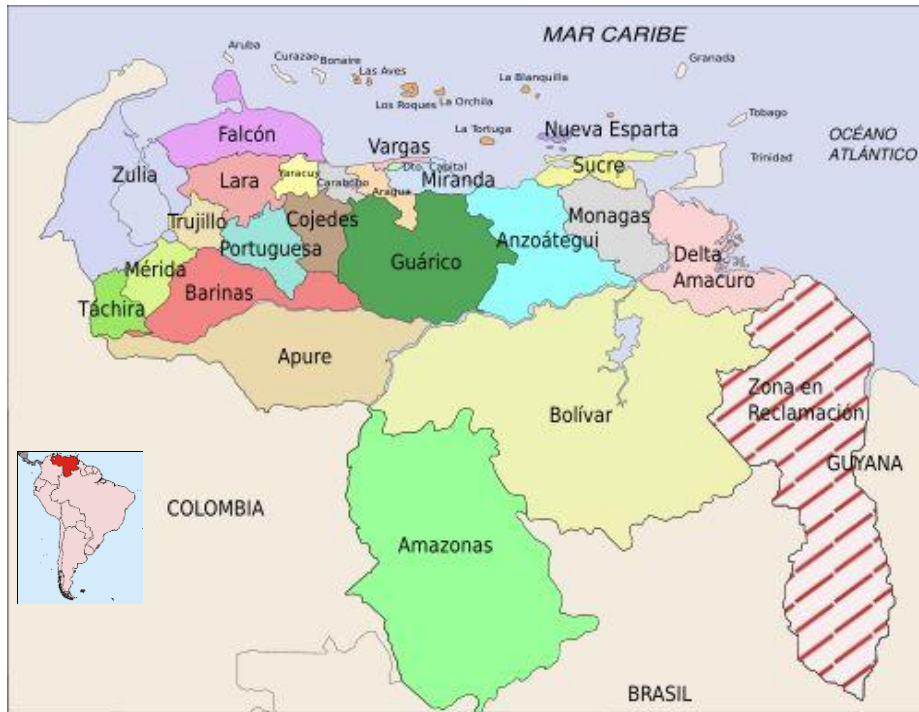 MAR CARIBE
Aruba
Curazao
Bonaire
Las Aves
Los Roques
La Orchila
La Blanquilla
Granada
La Tortuga
Tobago
Trinidad
OCÉANO
ATLÁNTICO
Falcón
Vargas
Dto. Capital
Nueva Esparta
Sucre
Zulia
Lara
Yaracuy
Carabobo
Aragua
Miranda
Trujillo
Cojedes
Portuguesa
Guárico
Anzoátegui
Monagas
Delta
Amacuro
Mérida
Táchira
Barinas
Apure
Bolívar
Zona en
Reclamación
GUYANA
COLOMBIA
Amazonas
BRASIL